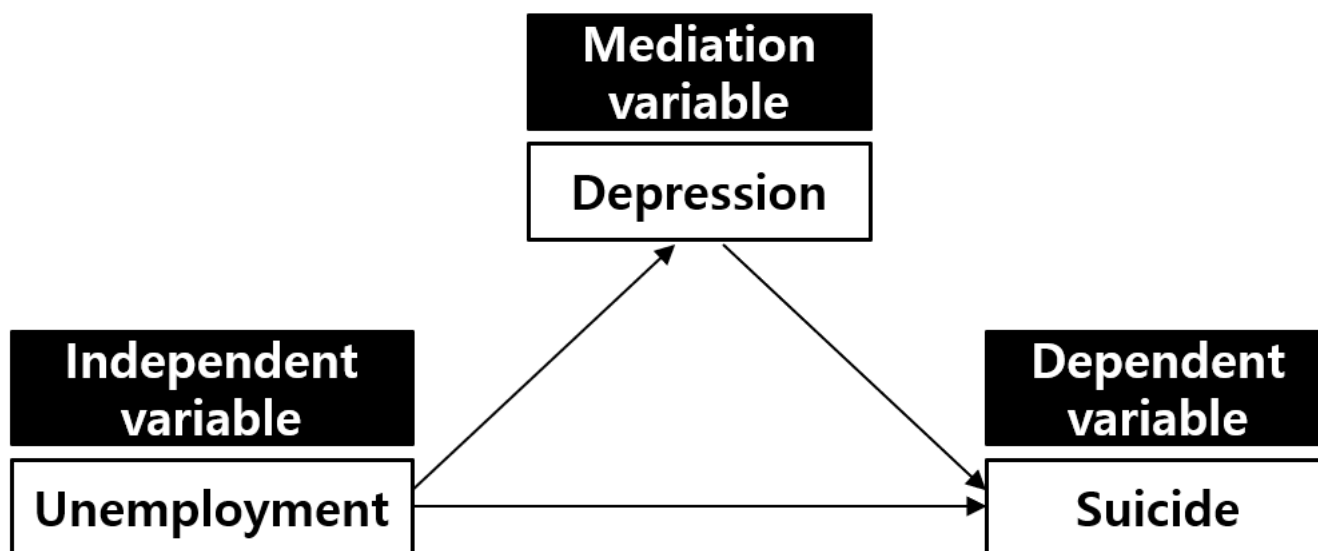 Mediation
variable
Depression
Independent
variable
Unemployment
Dependent
variable
Suicide